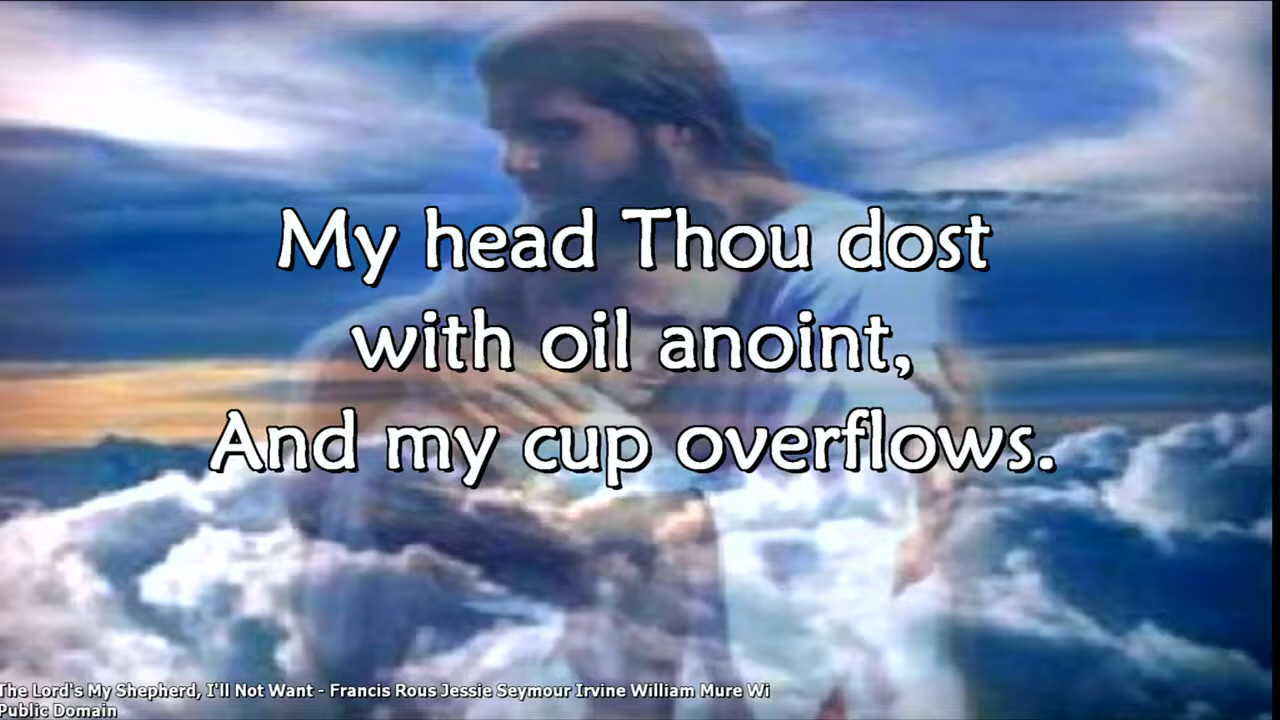 My head Thou dost
with oil anoint,
And my cup overflows.
The Lord's My Shepherd, I'll Not Want - Francis Rous Jessie Seymour Irvine William Mure Wi
Public Domain